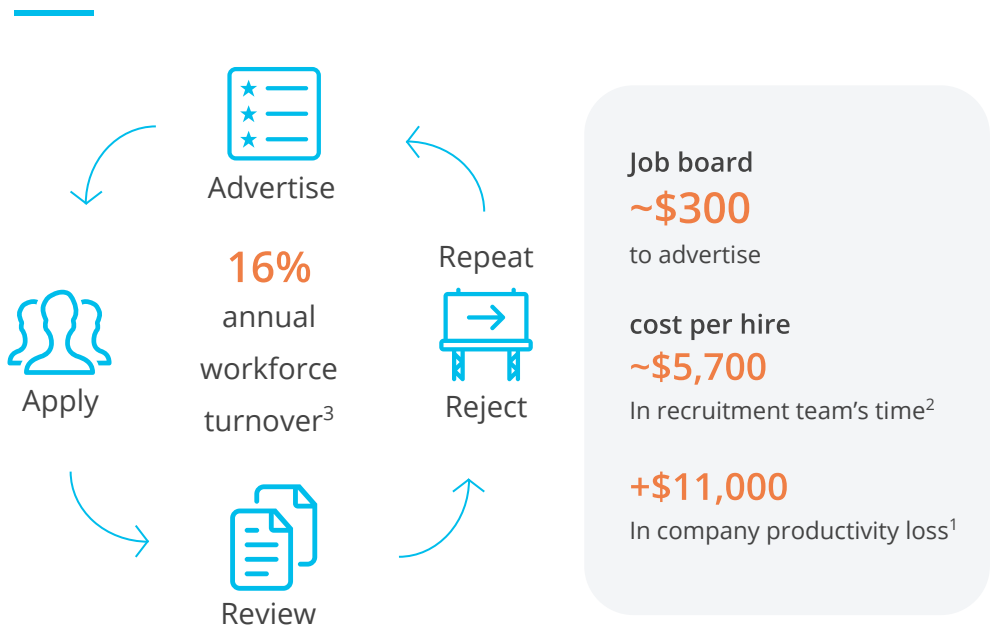 Advertise
16%
annual
workforce
turnover³
Repeat
Reject
Apply
Review
Job board
~$300
to advertise
cost per hire
~$5,700
In recruitment team’s time²
+$11,000
In company productivity loss¹